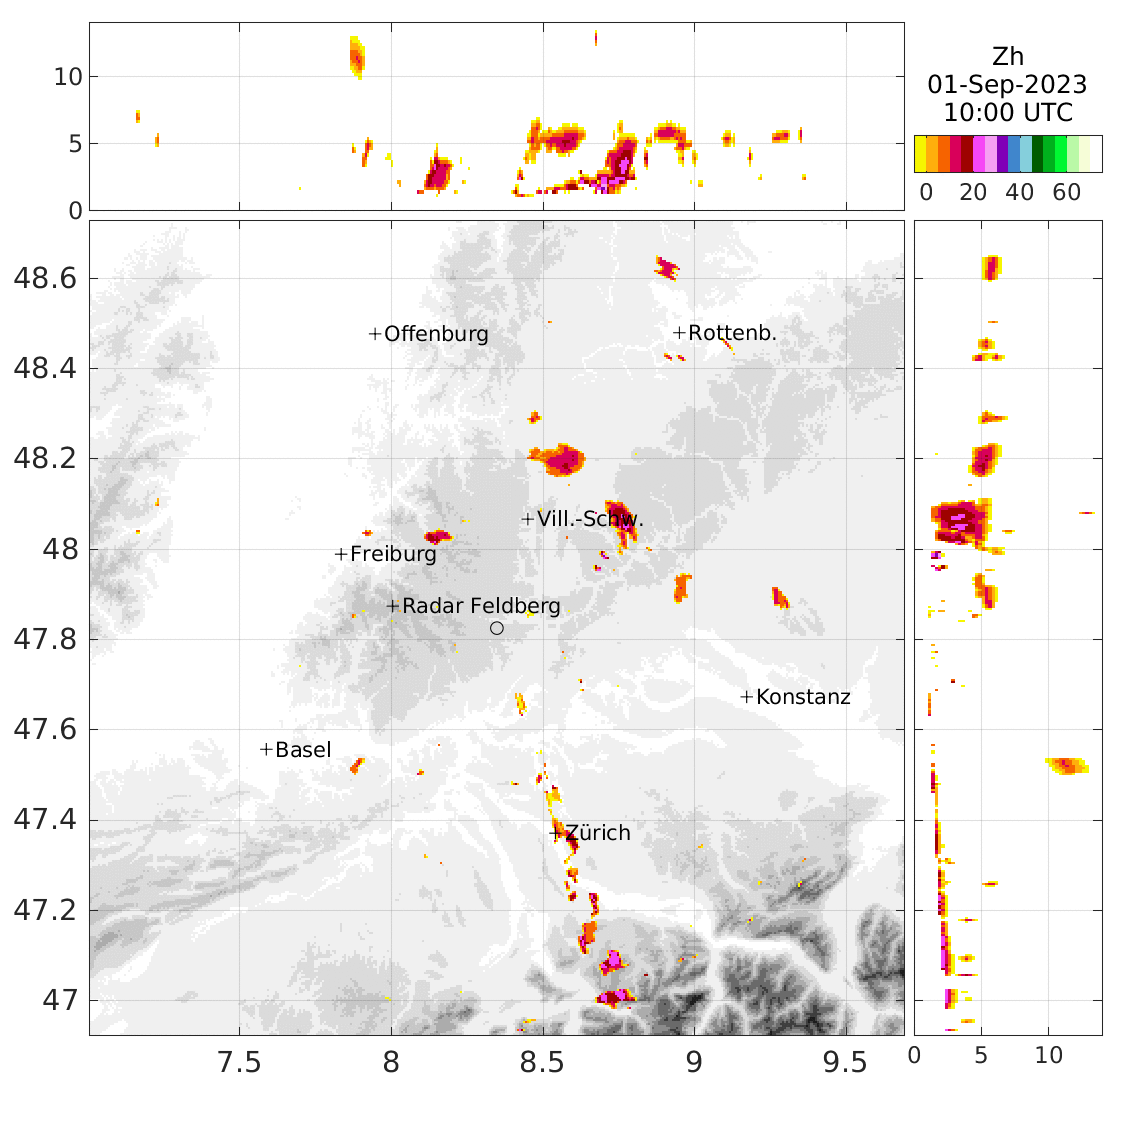 10
5
0
Zh
01-Sep-2023
10:00 UTC
0 20 40 60
48.6
48.4
48.2
48
47.8
47.6
47.4
47.2
47
+Offenburg
+Rottenb.
+Vill.-Schw.
+Freiburg
+Radar Feldberg
+Konstanz
+Basel
+Zürich
7.5 8 8.5 9 9.5
0 5 10